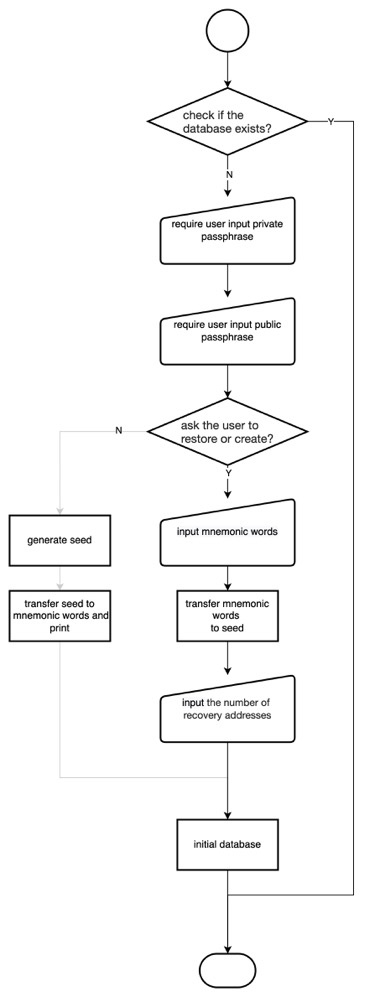 check if the
database exists?
Y
N
require user input private
passphrase
require user input public
passphrase
ask the user to
restore or create?
N
Y
generate seed
input mnemonic words
transfer seed to
mnemonic words and
print
transfer mnemonic
words
to seed
input the number of
recovery addresses
initial database